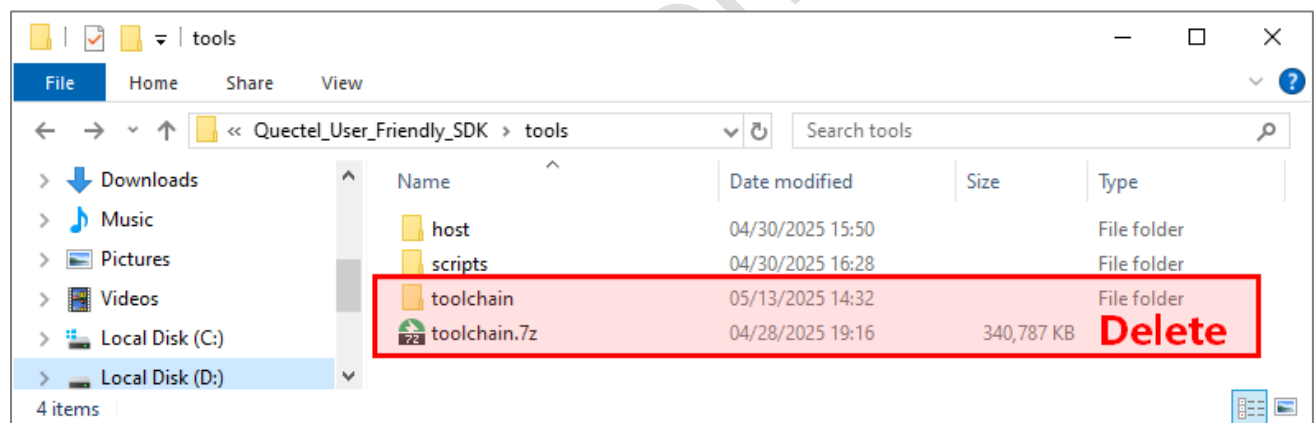 tools
File Home Share View
« Quectel_User_Friendly_SDK > tools Search tools
Downloads Name Date modified Size Type
Music host 04/30/2025 15:50 File folder
Pictures scripts 04/30/2025 16:28 File folder
Videos toolchain 05/13/2025 14:32 File folder
Local Disk (C:) toolchain.7z 04/28/2025 19:16 340,787 KB Delete
Local Disk (D:)
4 items